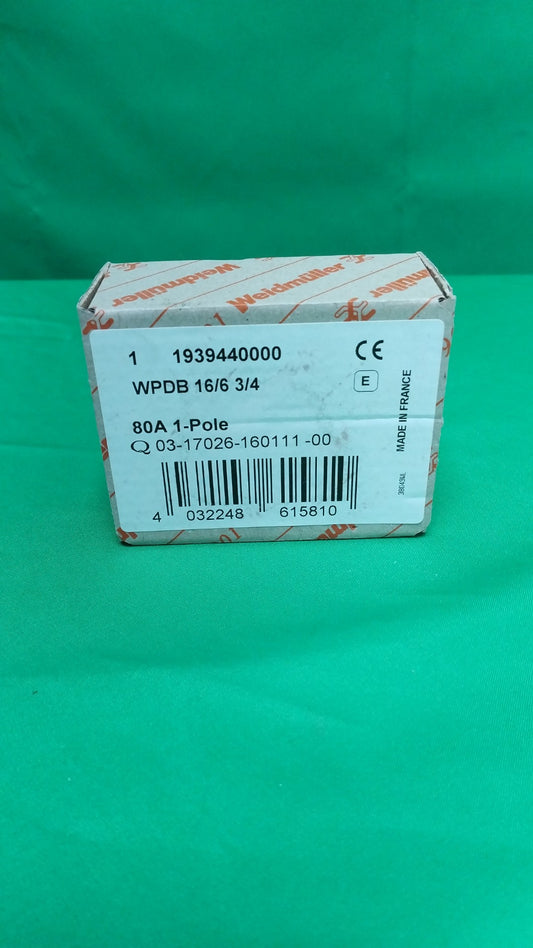 Weidmüller
Weidmüller
Weidmüller
1 1939440000
WPDB 16/6 3/4
E
80A 1-Pole
Q 03-17026-160111 -00
4 032248 615810
MADE IN FRANCE